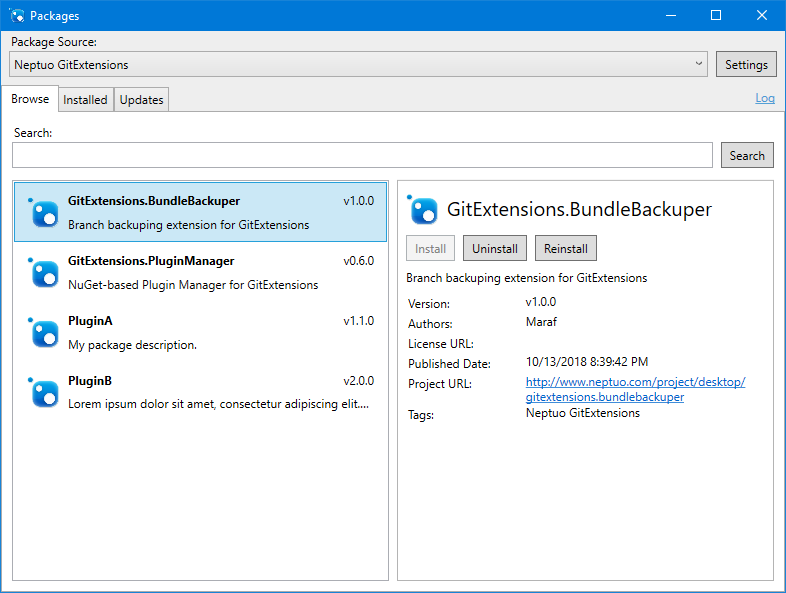 Packages
Package Source:
Neptuo GitExtensions
Settings
Browse
Installed
Updates
Log
Search:
Search
GitExtensions.BundleBackuper
v1.0.0
Branch backuping extension for GitExtensions
GitExtensions.PluginManager
v0.6.0
NuGet-based Plugin Manager for GitExtensions
PluginA
v1.1.0
My package description.
PluginB
v2.0.0
Lorem ipsum dolor sit amet, consectetur adipiscing elit....
GitExtensions.BundleBackuper
Install
Uninstall
Reinstall
Branch backuping extension for GitExtensions
Version:
v1.0.0
Authors:
Maraf
License URL:
Published Date:
10/13/2018 8:39:42 PM
Project URL:
http://www.neptuo.com/project/desktop/
gitextensions.bundlebackuper
Tags:
Neptuo GitExtensions